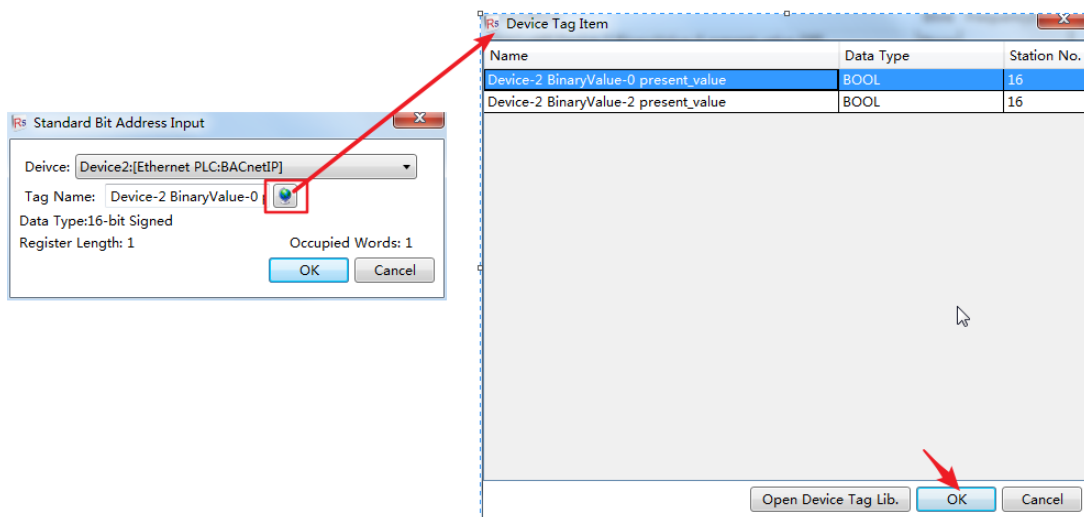 Rs Standard Bit Address Input
Deivce: Device2:[Ethernet PLC:BACnetIP]
Tag Name: Device-2 BinaryValue-0
Data Type:16-bit Signed
Register Length: 1 Occupied Words: 1
OK Cancel
Rs Device Tag Item
Name Data Type Station No.
Device-2 BinaryValue-0 present_value BOOL 16
Device-2 BinaryValue-2 present_value BOOL 16
Open Device Tag Lib. OK Cancel